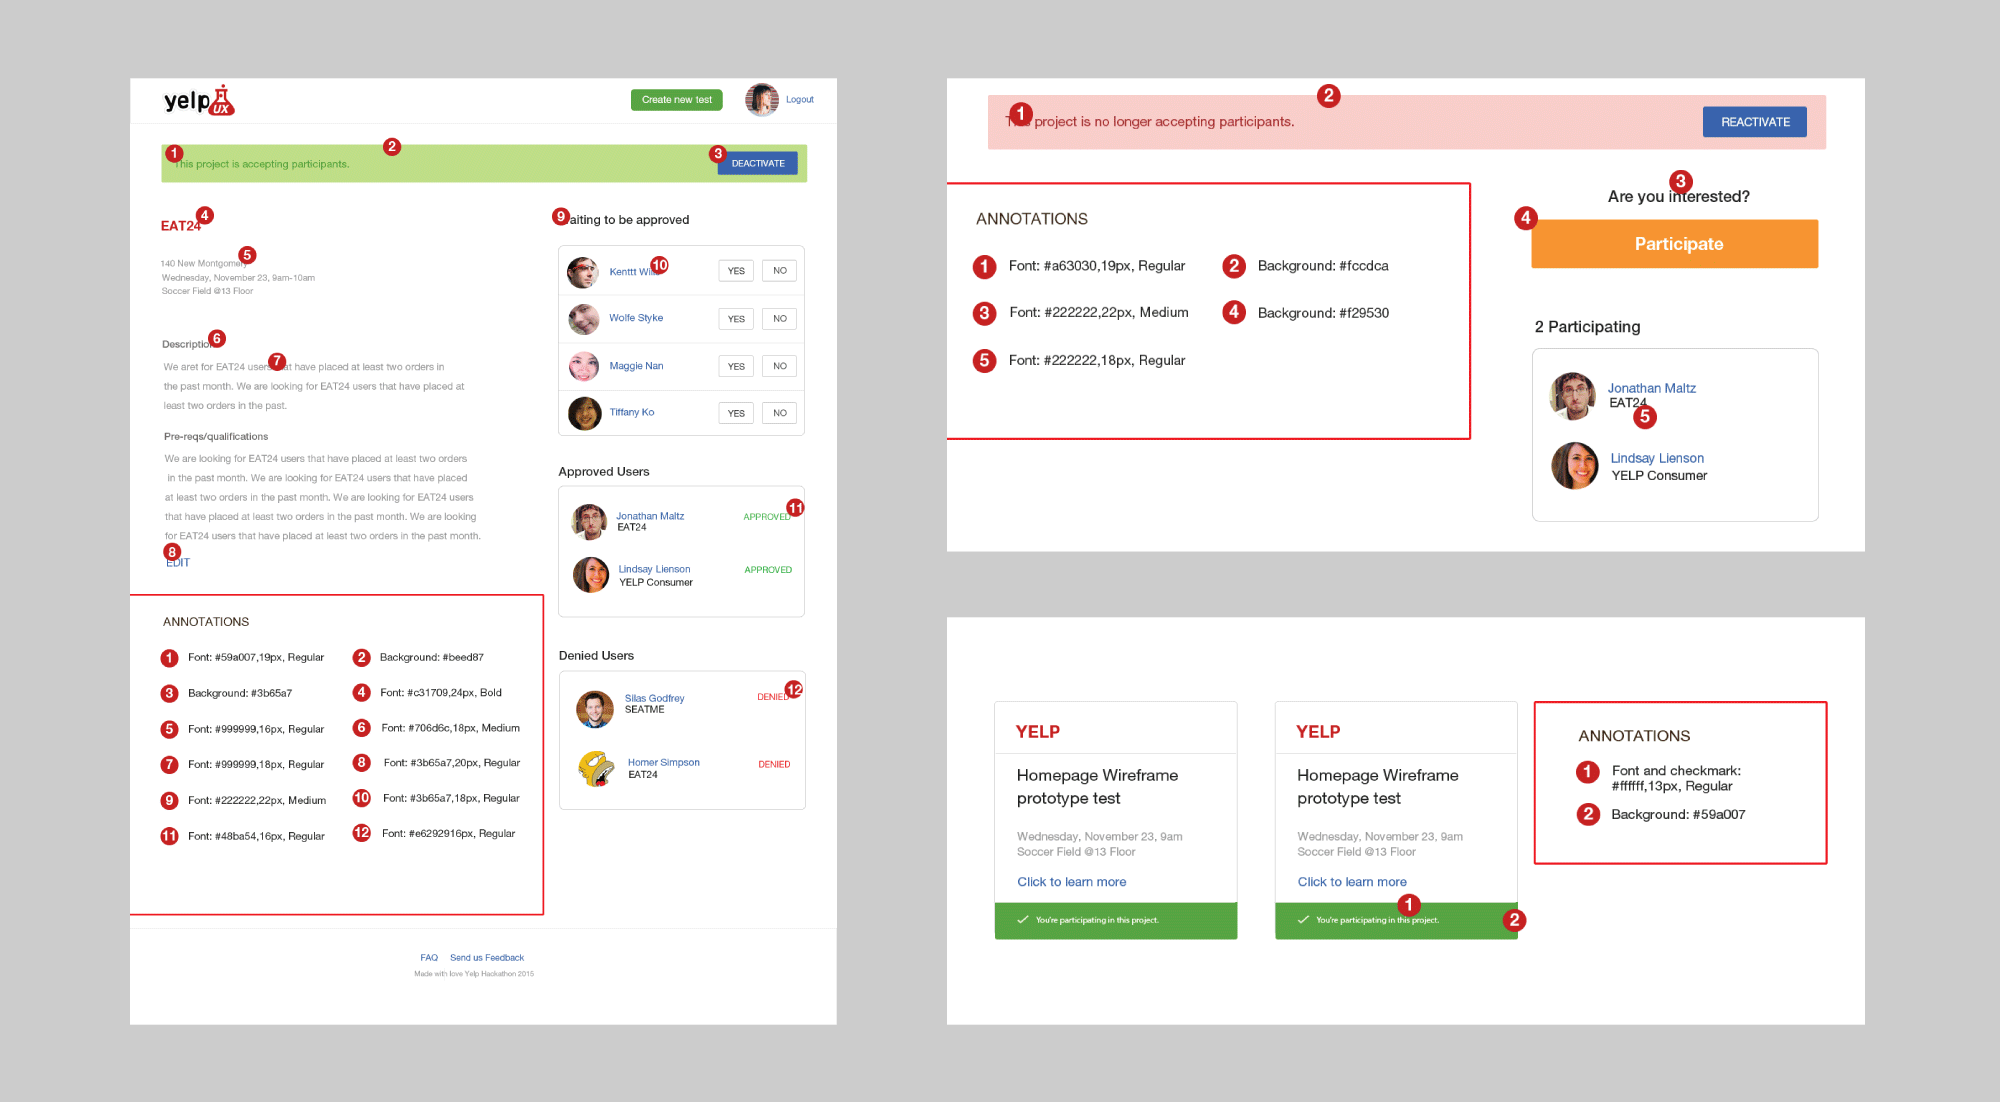 yelp
UX
Create new test
Logout
1
2
3
This project is accepting participants.
DEACTIVATE
4
EAT24
5
140 New Montgomery
Wednesday, November 23, 9am-10am
Soccer Field @13 Floor
6
Description
7
We aret for EAT24 users that have placed at least two orders in
the past month. We are looking for EAT24 users that have placed at
least two orders in the past.
Pre-reqs/qualifications
We are looking for EAT24 users that have placed at least two orders
in the past month. We are looking for EAT24 users that have placed
at least two orders in the past month. We are looking for EAT24 users
that have placed at least two orders in the past month. We are looking
for EAT24 users that have placed at least two orders in the past month.
8
EDIT
9
aiting to be approved
10
Kenttt Wil
YES NO
Wolfe Styke
YES NO
Maggie Nan
YES NO
Tiffany Ko
YES NO
Approved Users
11
Jonathan Maltz
EAT24
APPROVED
Lindsay Lienson
YELP Consumer
APPROVED
Denied Users
12
Silas Godfrey
SEATME
DENIED
Homer Simpson
EAT24
DENIED
ANNOTATIONS
1 Font: #59a007,19px, Regular
2 Background: #beed87
3 Background: #3b65a7
4 Font: #c31709,24px, Bold
5 Font: #999999,16px, Regular
6 Font: #706d6c,18px, Medium
7 Font: #999999,18px, Regular
8 Font: #3b65a7,20px, Regular
9 Font: #222222,22px, Medium
10 Font: #3b65a7,18px, Regular
11 Font: #48ba54,16px, Regular
12 Font: #e6292916px, Regular
FAQ Send us Feedback
Made with love Yelp Hackathon 2015
1
2
This project is no longer accepting participants.
REACTIVATE
ANNOTATIONS
1 Font: #a63030,19px, Regular
2 Background: #fccdca
3 Font: #222222,22px, Medium
4 Background: #f29530
5 Font: #222222,18px, Regular
3
Are you interested?
4
Participate
2 Participating
Jonathan Maltz
EAT24
5
Lindsay Lienson
YELP Consumer
YELP
Homepage Wireframe
prototype test
Wednesday, November 23, 9am
Soccer Field @13 Floor
Click to learn more
You're participating in this project.
YELP
Homepage Wireframe
prototype test
Wednesday, November 23, 9am
Soccer Field @13 Floor
Click to learn more
1
You're participating in this project.
2
ANNOTATIONS
1 Font and checkmark:
#ffffff,13px, Regular
2 Background: #59a007